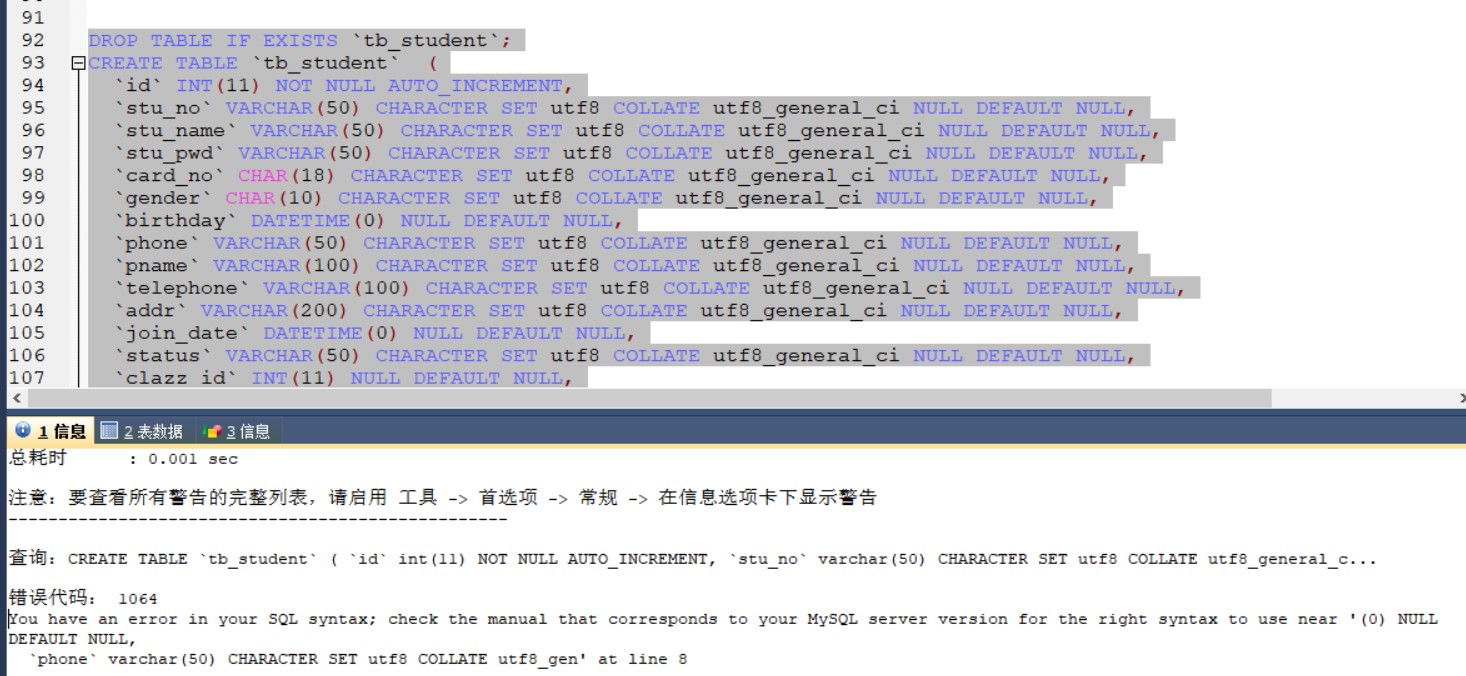 91
92 DROP TABLE IF EXISTS `tb_student`;
93 CREATE TABLE `tb_student`  (
94 `id` INT(11) NOT NULL AUTO_INCREMENT,
95 `stu_no` VARCHAR(50) CHARACTER SET utf8 COLLATE utf8_general_ci NULL DEFAULT NULL,
96 `stu_name` VARCHAR(50) CHARACTER SET utf8 COLLATE utf8_general_ci NULL DEFAULT NULL,
97 `stu_pwd` VARCHAR(50) CHARACTER SET utf8 COLLATE utf8_general_ci NULL DEFAULT NULL,
98 `card_no` CHAR(18) CHARACTER SET utf8 COLLATE utf8_general_ci NULL DEFAULT NULL,
99 `gender` CHAR(10) CHARACTER SET utf8 COLLATE utf8_general_ci NULL DEFAULT NULL,
100 `birthday` DATETIME(0) NULL DEFAULT NULL,
101 `phone` VARCHAR(50) CHARACTER SET utf8 COLLATE utf8_general_ci NULL DEFAULT NULL,
102 `pname` VARCHAR(100) CHARACTER SET utf8 COLLATE utf8_general_ci NULL DEFAULT NULL,
103 `telephone` VARCHAR(100) CHARACTER SET utf8 COLLATE utf8_general_ci NULL DEFAULT NULL,
104 `addr` VARCHAR(200) CHARACTER SET utf8 COLLATE utf8_general_ci NULL DEFAULT NULL,
105 `join_date` DATETIME(0) NULL DEFAULT NULL,
106 `status` VARCHAR(50) CHARACTER SET utf8 COLLATE utf8_general_ci NULL DEFAULT NULL,
107 `clazz_id` INT(11) NULL DEFAULT NULL,
1 信息 2 表数据 3 信息
总耗时 : 0.001 sec
注意：要查看所有警告的完整列表，请启用 工具 -> 首选项 -> 常规 -> 在信息选项卡下显示警告
--------------------------------------------------
查询：CREATE TABLE `tb_student` ( `id` int(11) NOT NULL AUTO_INCREMENT, `stu_no` varchar(50) CHARACTER SET utf8 COLLATE utf8_general_c...
错误代码： 1064
You have an error in your SQL syntax; check the manual that corresponds to your MySQL server version for the right syntax to use near '(0) NULL
DEFAULT NULL,
`phone` varchar(50) CHARACTER SET utf8 COLLATE utf8_gen' at line 8